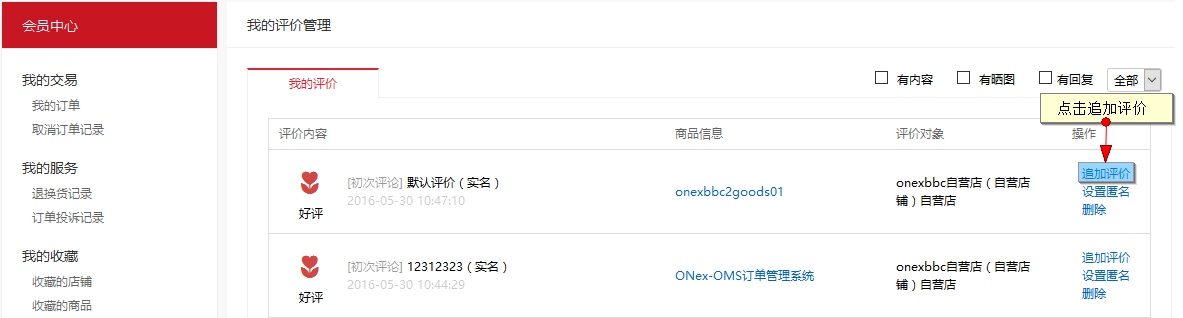 会员中心
我的交易
我的订单
取消订单记录
我的服务
退换货记录
订单投诉记录
我的收藏
收藏的店铺
收藏的商品
我的评价管理
我的评价
有内容 有晒图 有回复 全部
点击追加评价
评价内容 商品信息 评价对象 操作
好评
[初次评论] 默认评价（实名）
2016-05-30 10:47:10
onexbbc2goods01
onexbbc自营店（自营店
铺）自营店
追加评价
设置匿名
删除
好评
[初次评论] 12312323（实名）
2016-05-30 10:44:29
ONex-OMS订单管理系统
onexbbc自营店（自营店
铺）自营店
追加评价
设置匿名
删除